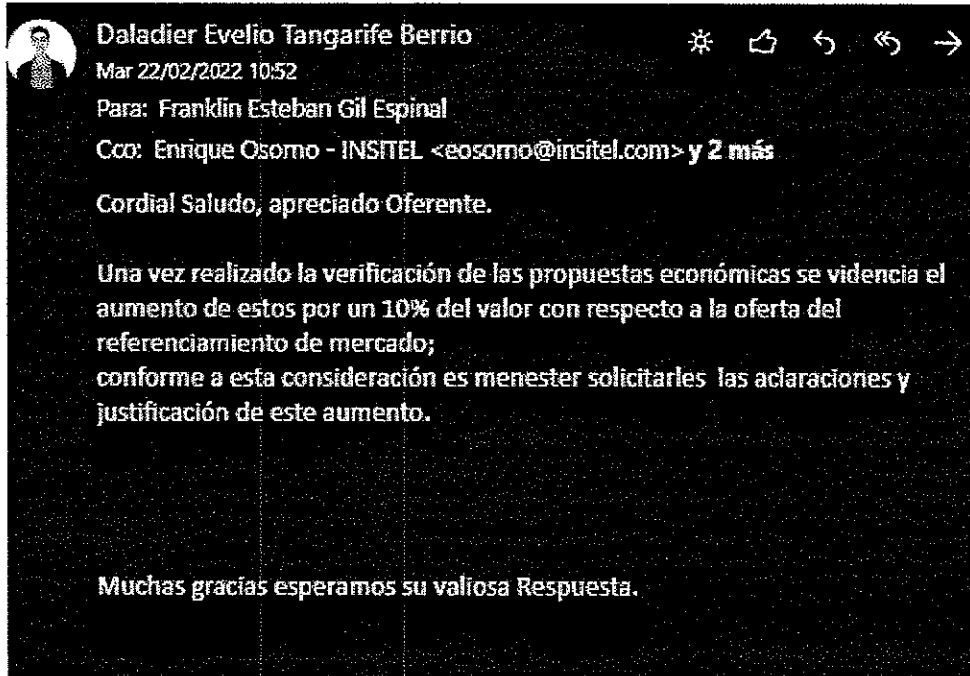 Daladier Evelio Tangarife Berrio
Mar 22/02/2022 10:52
Para: Franklin Esteban Gil Espinal
Cco: Enrique Osorno - INSITEL <eosorno@insitel.com> y 2 más
Cordial Saludo, apreciado Oferente.
Una vez realizado la verificación de las propuestas económicas se videncia el
aumento de estos por un 10% del valor con respecto a la oferta del
referenciamiento de mercado;
conforme a esta consideración es menester solicitarles las aclaraciones y
justificación de este aumento.
Muchas gracias esperamos su valiosa Respuesta.